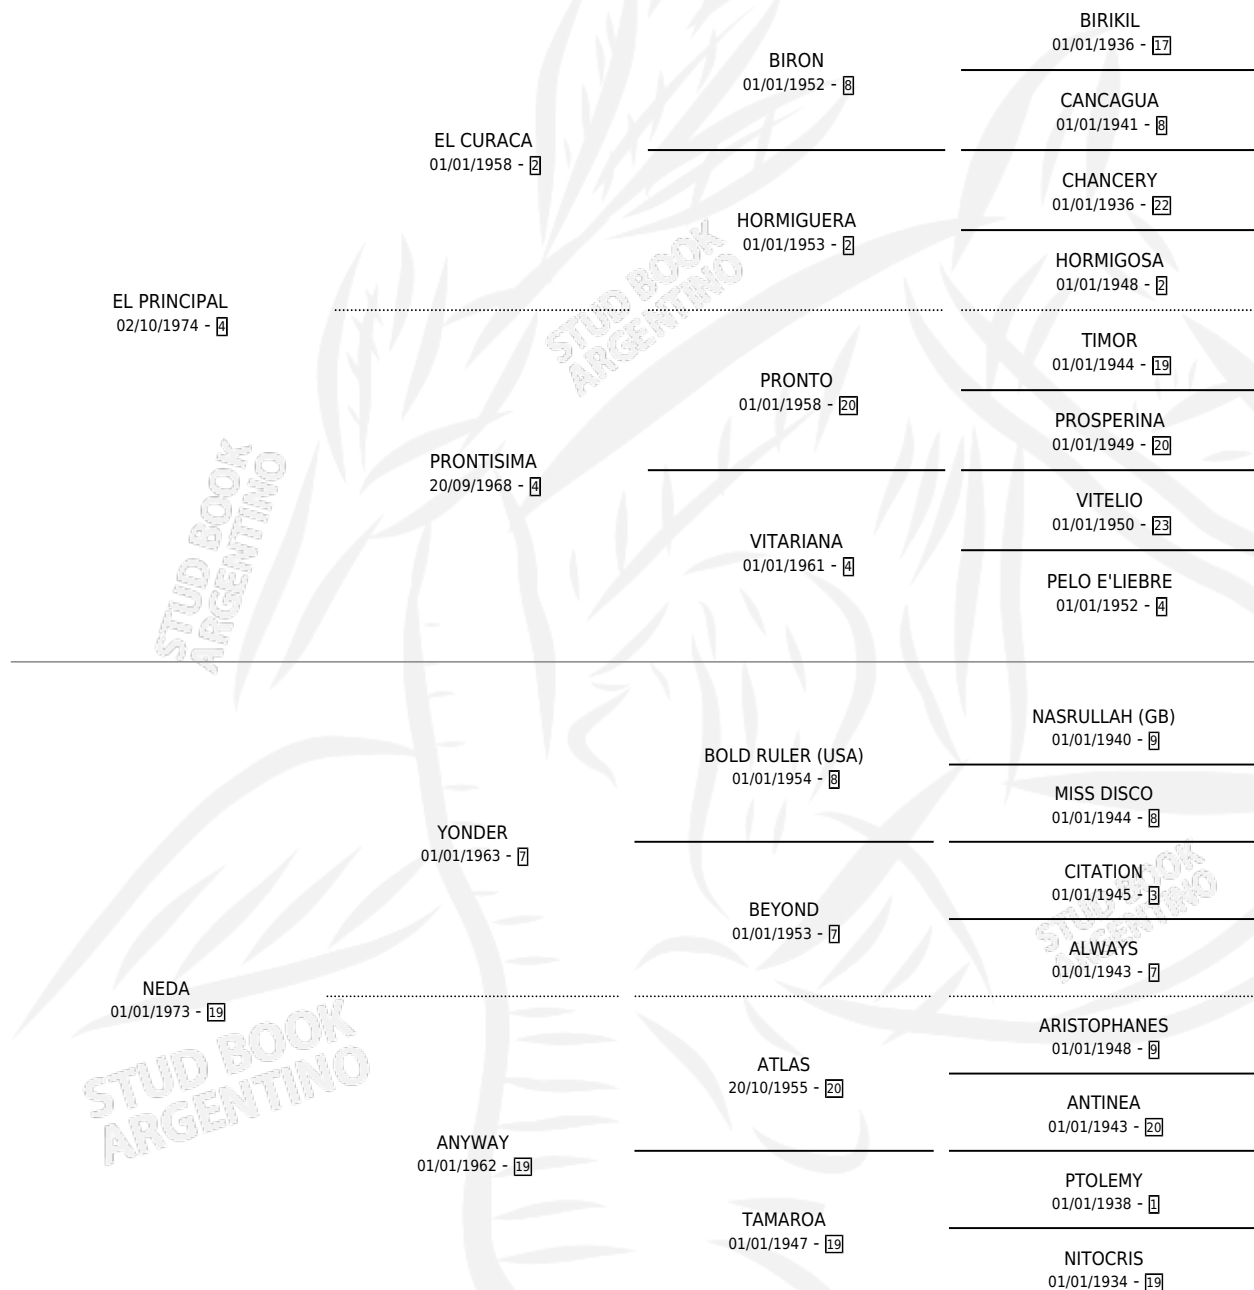 BIRIKIL
01/01/1936 - 17
BIRON
01/01/1952 - 8
CANCAGUA
01/01/1941 - 8
EL CURACA
01/01/1958 - 2
CHANCERY
01/01/1936 - 22
HORMIGUERA
01/01/1953 - 2
HORMIGOSA
01/01/1948 - 2
EL PRINCIPAL
02/10/1974 - 4
TIMOR
01/01/1944 - 19
PRONTO
01/01/1958 - 20
PROSPERINA
01/01/1949 - 20
PRONTISIMA
20/09/1968 - 4
VITELIO
01/01/1950 - 23
VITARIANA
01/01/1961 - 4
PELO E'LIEBRE
01/01/1952 - 4
NASRULLAH (GB)
01/01/1940 - 9
BOLD RULER (USA)
01/01/1954 - 8
MISS DISCO
01/01/1944 - 8
YONDER
01/01/1963 - 7
CITATION
01/01/1945 - 3
BEYOND
01/01/1953 - 7
ALWAYS
01/01/1943 - 7
NEDA
01/01/1973 - 19
ARISTOPHANES
01/01/1948 - 9
ATLAS
20/10/1955 - 20
ANTINEA
01/01/1943 - 20
ANYWAY
01/01/1962 - 19
PTOLEMY
01/01/1938 - 1
TAMAROA
01/01/1947 - 19
NITOCRIS
01/01/1934 - 19
STUD BOOK
ARGENTINO
STUD BOOK
ARGENTINO
STUD BOOK
ARGENTINO
STUD BOOK
ARGENTINO